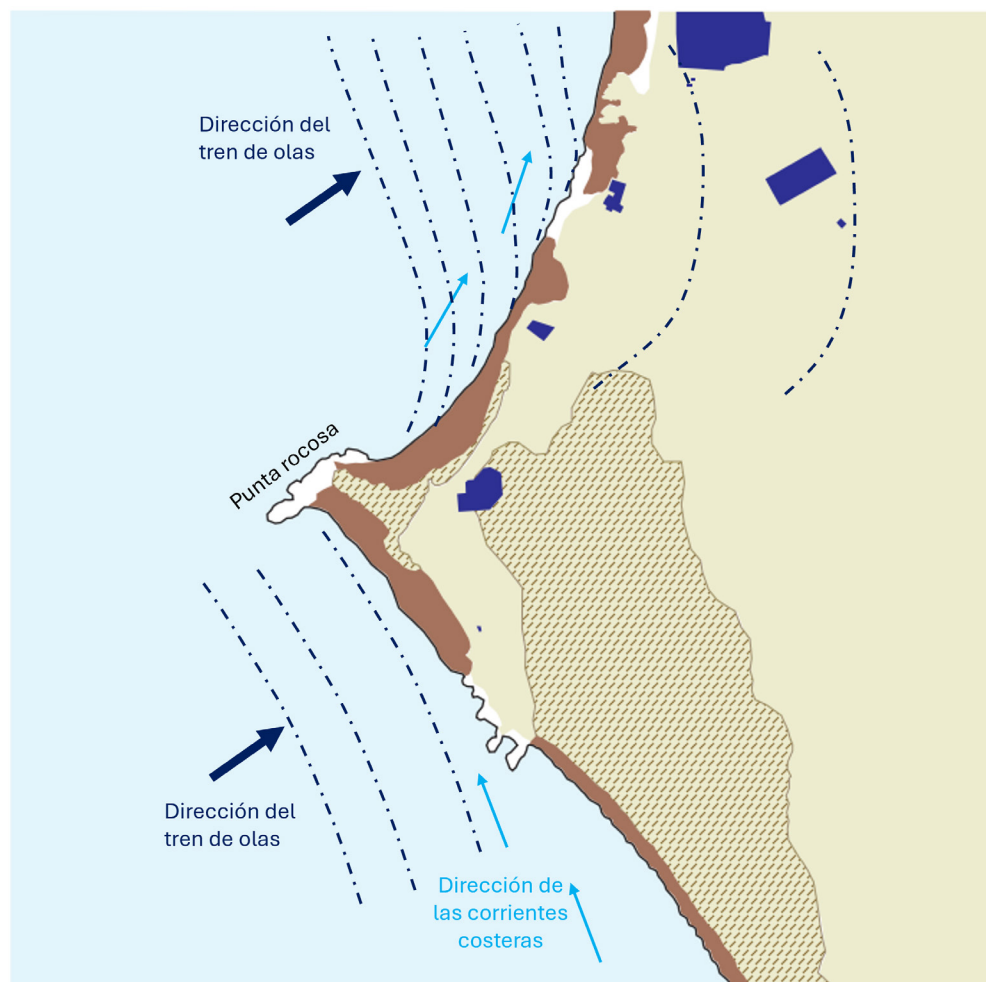 Dirección del
tren de olas
Punta rocosa
Dirección del
tren de olas
Dirección de
las corrientes
costeras